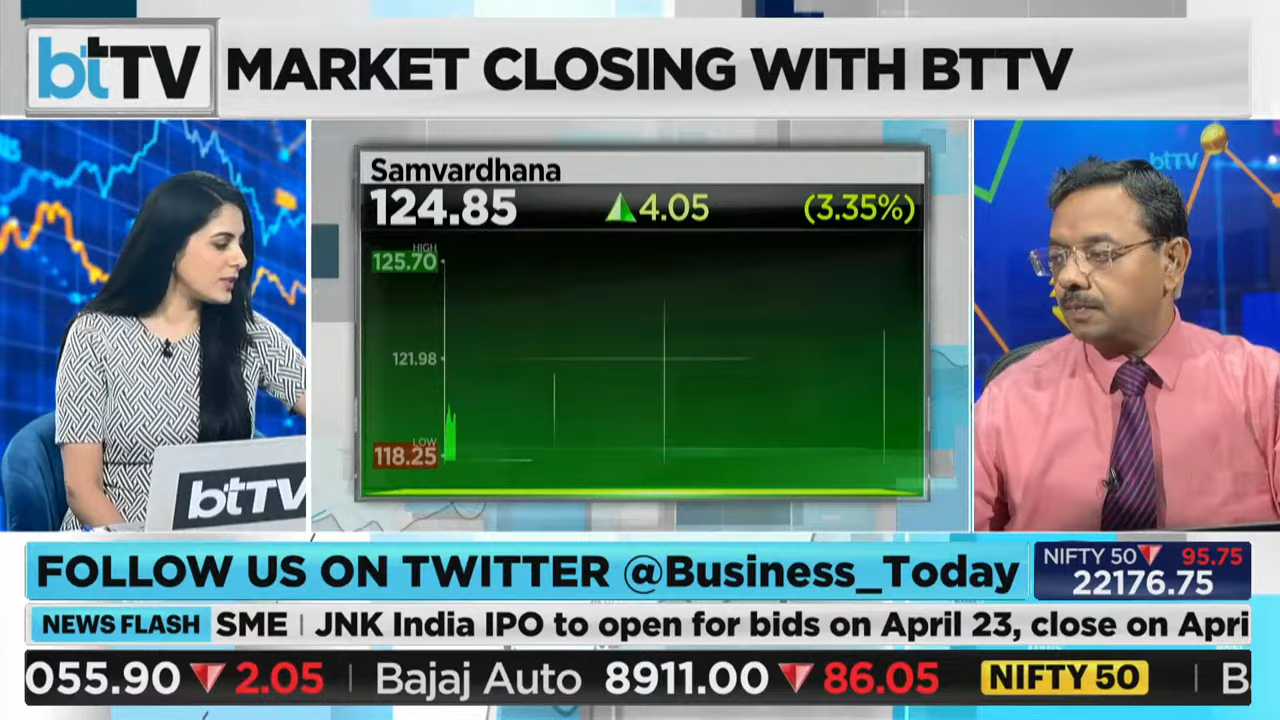 btTV
MARKET CLOSING WITH BTTV
btTV
Samvardhana
124.85 4.05 (3.35%)
HIGH
125.70
121.98
LOW
118.25
btTV
FOLLOW US ON TWITTER @Business_Today
NIFTY 50 95.75
22176.75
NEWS FLASH SME | JNK India IPO to open for bids on April 23, close on Apri
055.90 2.05 | Bajaj Auto 8911.00 86.05 NIFTY 50 | B